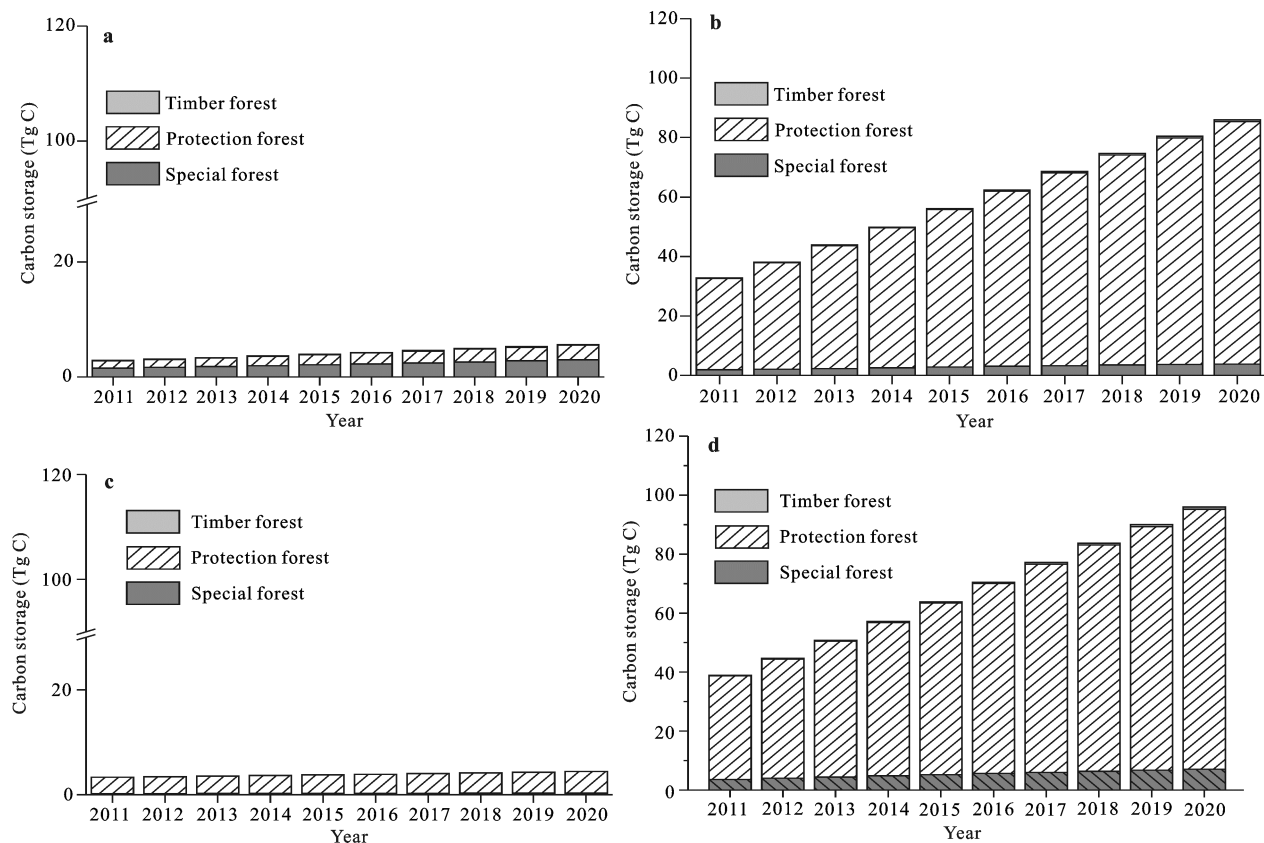 120
a
Timber forest
Protection forest
Special forest
100
20
0
Carbon storage (Tg C)
2011 2012 2013 2014 2015 2016 2017 2018 2019 2020
Year
120
b
100
80
60
40
20
0
Timber forest
Protection forest
Special forest
Carbon storage (Tg C)
2011 2012 2013 2014 2015 2016 2017 2018 2019 2020
Year
120
c
Timber forest
Protection forest
Special forest
100
20
0
Carbon storage (Tg C)
2011 2012 2013 2014 2015 2016 2017 2018 2019 2020
Year
120
d
100
80
60
40
20
0
Timber forest
Protection forest
Special forest
Carbon storage (Tg C)
2011 2012 2013 2014 2015 2016 2017 2018 2019 2020
Year